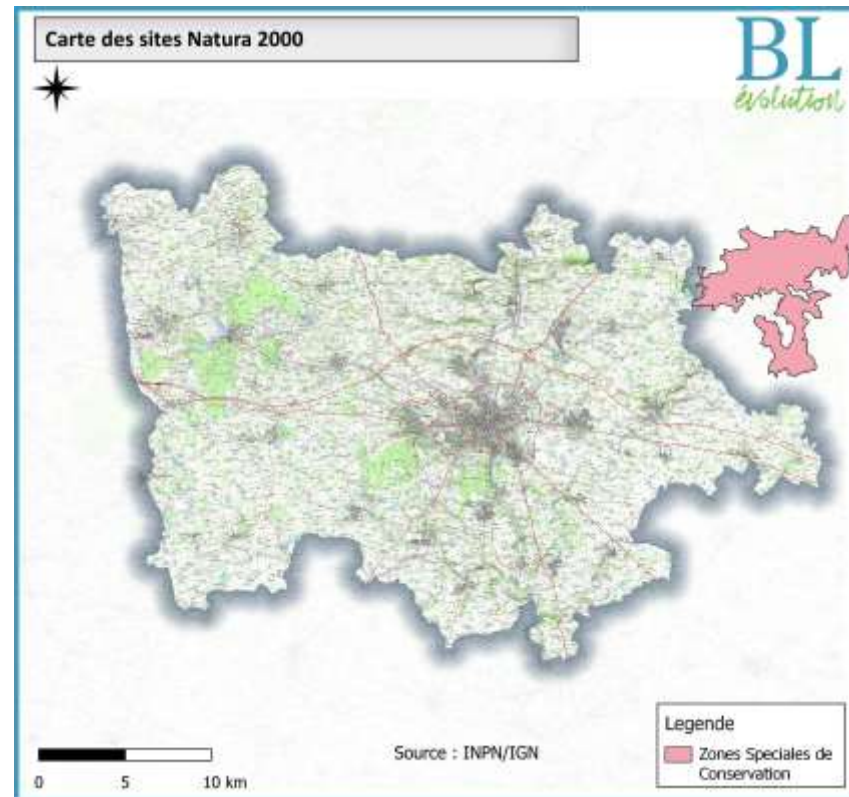 Carte des sites Natura 2000
BL
évolution
Legende
Zones Speciales de
Conservation
Source : INPN/IGN
0 5 10 km